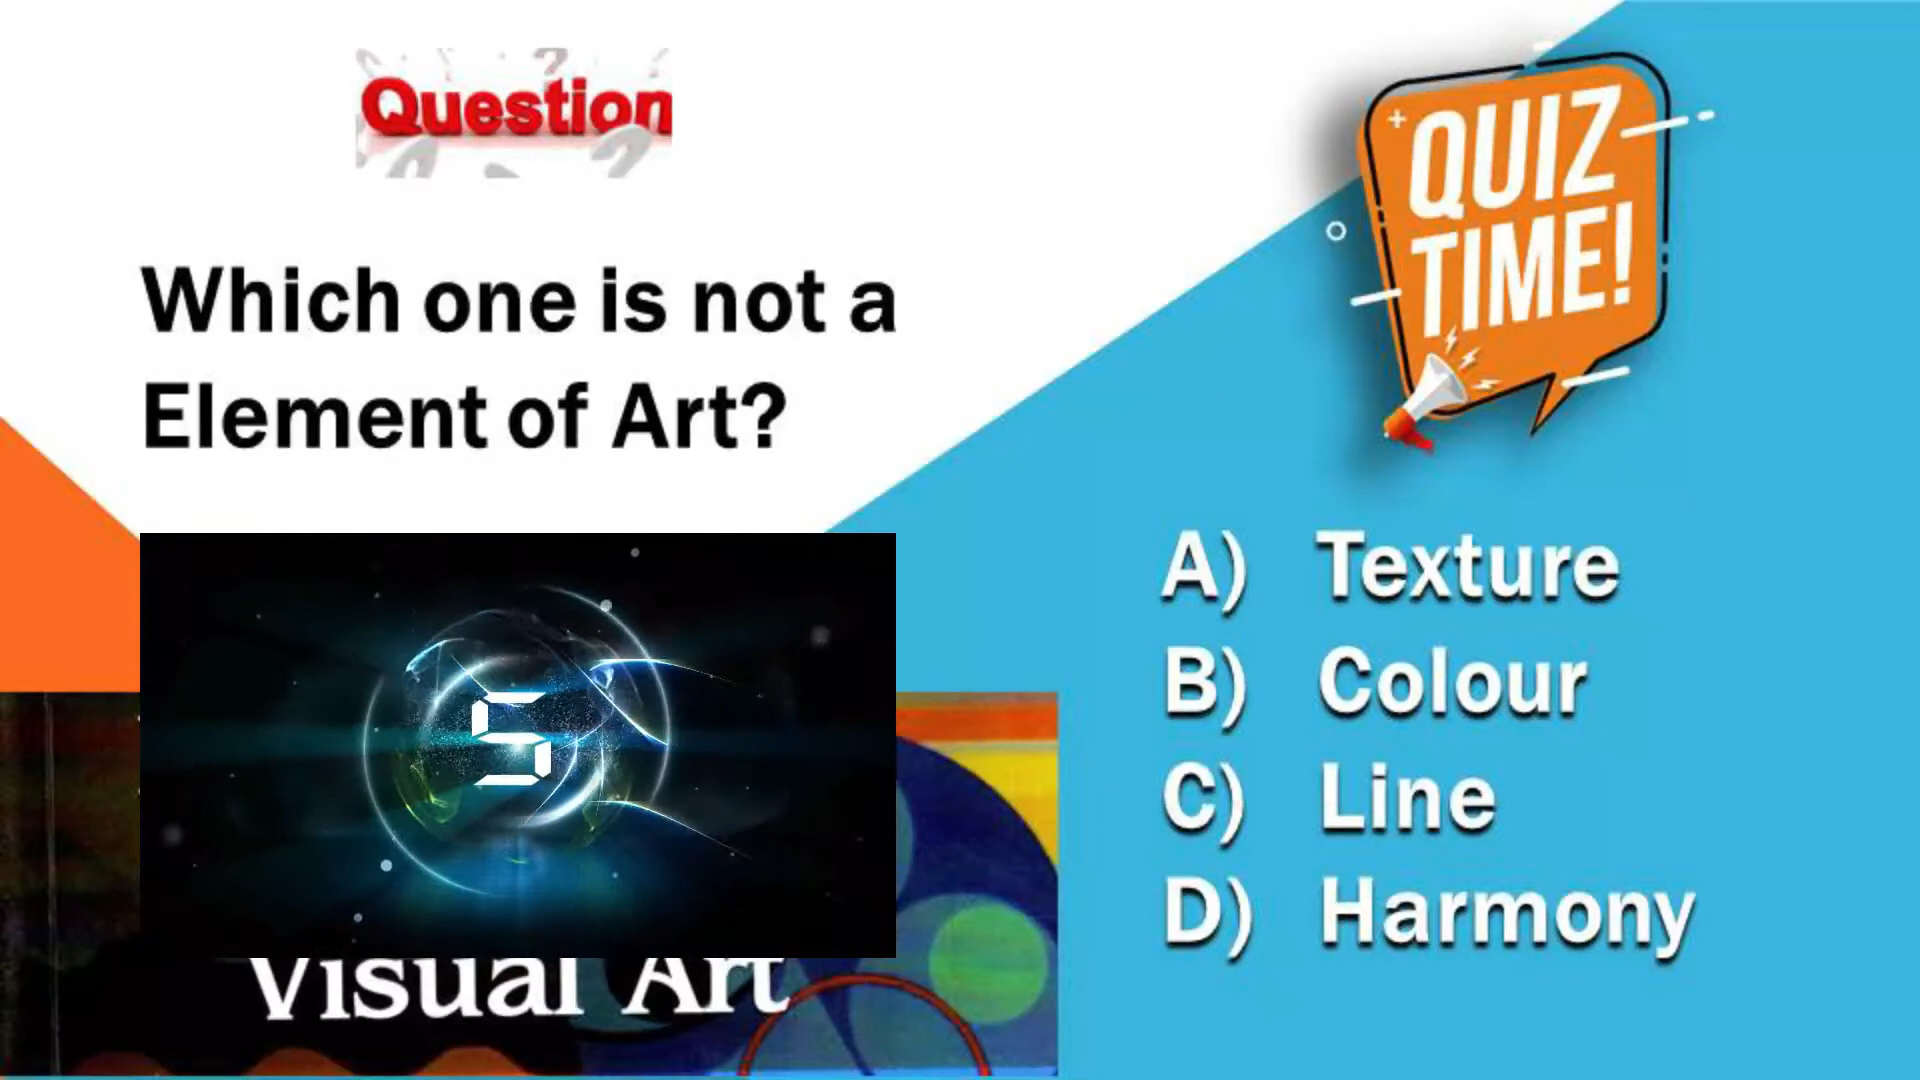 Question
QUIZ
TIME!
Which one is not a
Element of Art?
5
A) Texture
B) Colour
C) Line
D) Harmony
Visual Art